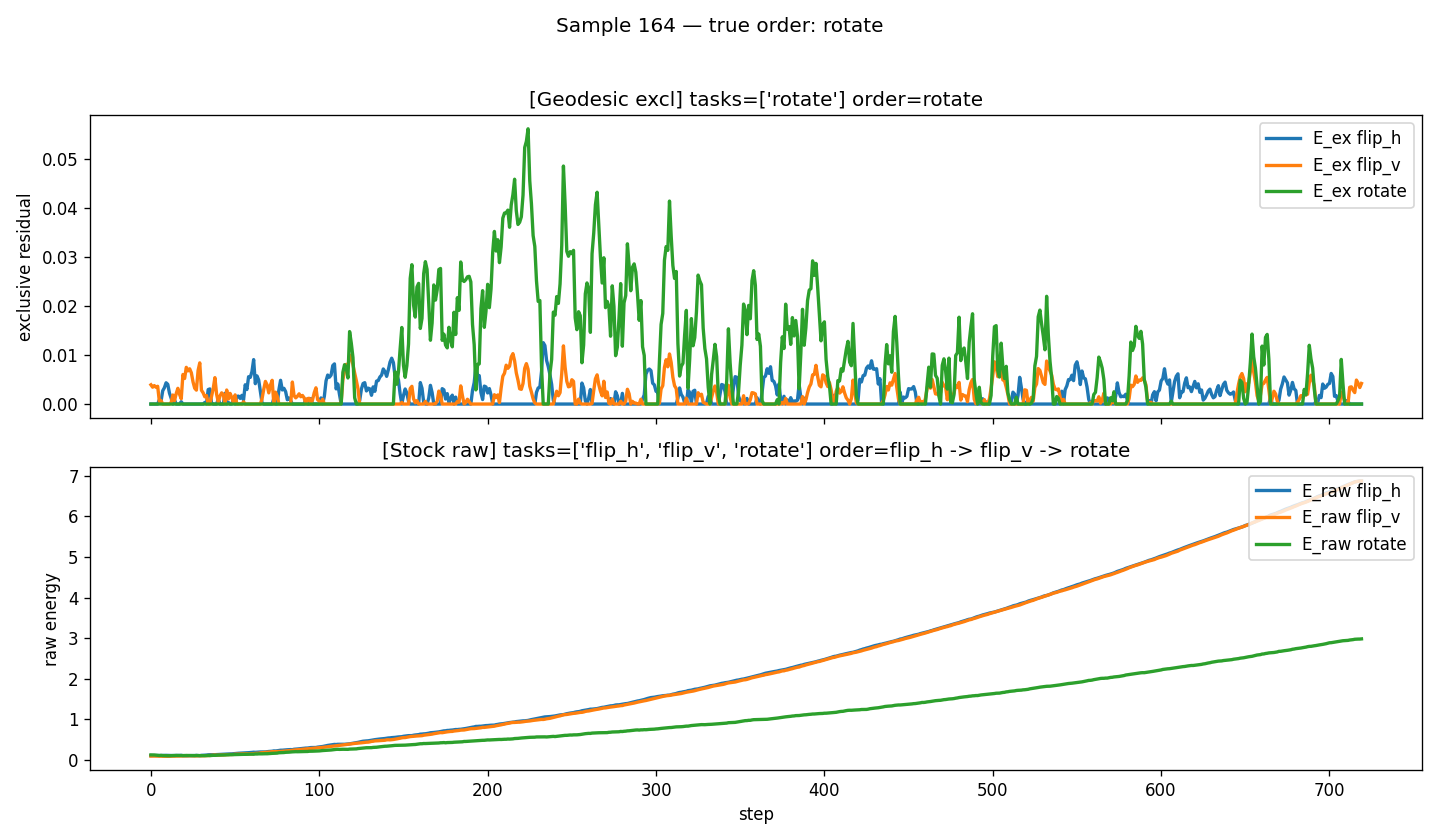 Sample 164 — true order: rotate
[Geodesic excl] tasks=['rotate'] order=rotate
exclusive residual
0.05
0.04
0.03
0.02
0.01
0.00
E_ex flip_h
E_ex flip_v
E_ex rotate
[Stock raw] tasks=['flip_h', 'flip_v', 'rotate'] order=flip_h -> flip_v -> rotate
raw energy
7
6
5
4
3
2
1
0
E_raw flip_h
E_raw flip_v
E_raw rotate
0 100 200 300 400 500 600 700
step